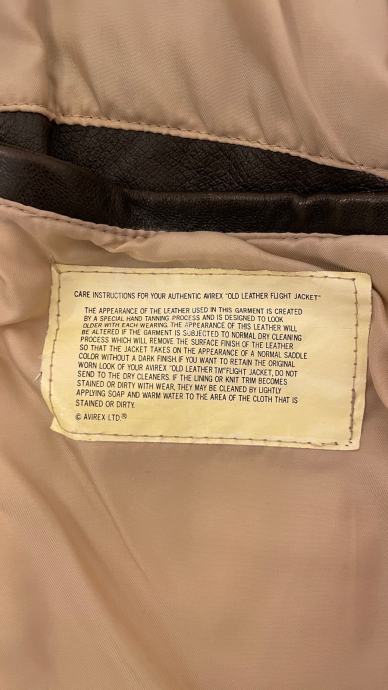 CARE INSTRUCTIONS FOR YOUR AUTHENTIC AVIREX "OLD LEATHER FLIGHT JACKET"
THE APPEARANCE OF THE LEATHER USED IN THIS GARMENT IS CREATED
BY A SPECIAL HAND TANNING PROCESS AND IS DESIGNED TO LOOK
OLDER WITH EACH WEARING. THE APPEARANCE OF THIS LEATHER WILL
BE ALTERED IF THE GARMENT IS SUBJECTED TO NORMAL DRY CLEANING
PROCESS WHICH WILL REMOVE THE SURFACE FINISH OF THE LEATHER
SO THAT THE JACKET TAKES ON THE APPEARANCE OF A NORMAL SADDLE
COLOR WITHOUT A DARK FINISH.IF YOU WANT TO RETAIN THE ORIGINAL
WORN LOOK OF YOUR AVIREX "OLD LEATHER™"FLIGHT JACKET, DO NOT
SEND TO THE DRY CLEANERS. IF THE LINING OR KNIT TRIM BECOMES
STAINED OR DIRTY WITH WEAR, THEY MAY BE CLEANED BY LIGHTLY
APPLYING SOAP AND WARM WATER TO THE AREA OF THE CLOTH THAT IS
STAINED OR DIRTY.
© AVIREX LTD.®